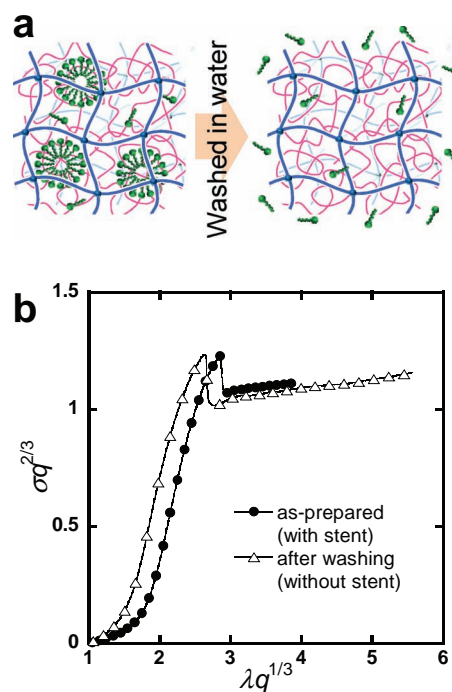 a
Washed in water
b
σq^{2/3}
1.5
1
0.5
0
as-prepared
(with stent)
after washing
(without stent)
1 2 3 4 5 6
λq^{1/3}